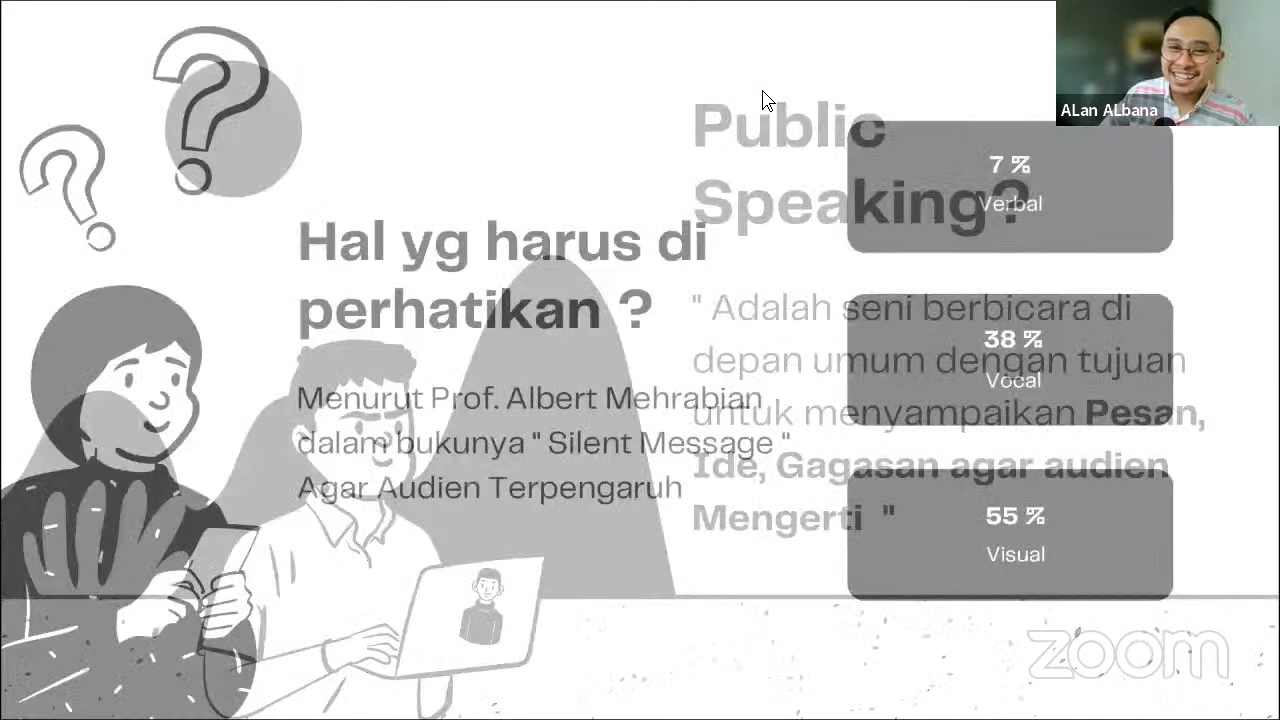 ALan ALbana
Public
Speaking?
" Adalah seni berbicara di
depan umum dengan tujuan
untuk menyampaikan Pesan,
Ide, Gagasan agar audien
Mengerti "
Hal yg harus di
perhatikan ?
Menurut Prof. Albert Mehrabian
dalam bukunya " Silent Message "
Agar Audien Terpengaruh
7 %
Verbal
38 %
Vocal
55 %
Visual
zoom